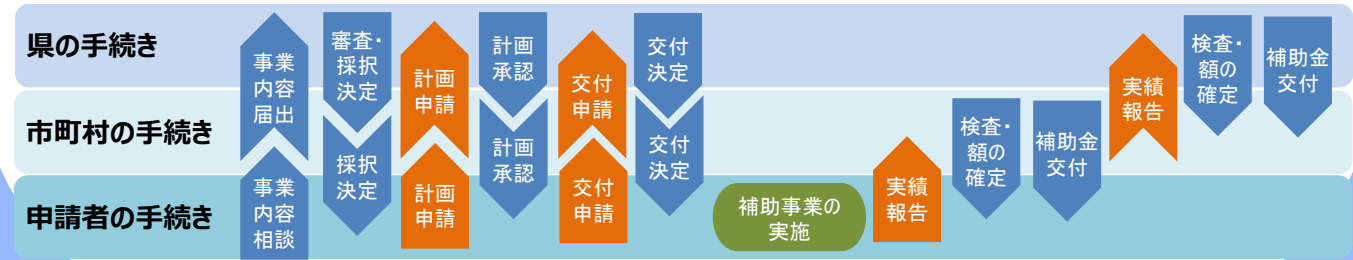 県の手続き
市町村の手続き
申請者の手続き
事業
内容
届出
事業
内容
相談
審査・
採択
決定
採択
決定
計画
申請
計画
申請
計画
承認
計画
承認
交付
申請
交付
申請
交付
決定
交付
決定
補助事業の
実施
実績
報告
検査・
額の
確定
補助金
交付
実績
報告
検査・
額の
確定
補助金
交付